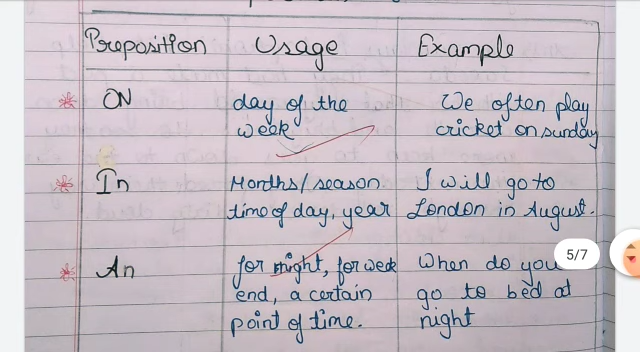 Preposition Usage Example
ON day of the We often play
week cricket on sunday
In Months/season I will go to
time of day, year London in August.
An for night, for week When do you
end, a certain go to bed at
point of time. night
5/7